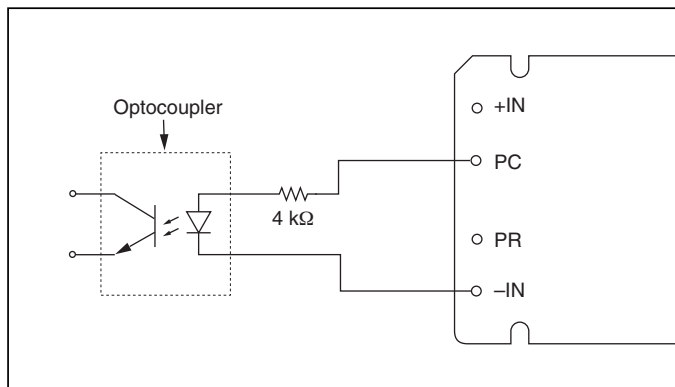 Optocoupler
4 kΩ
+IN
PC
PR
–IN